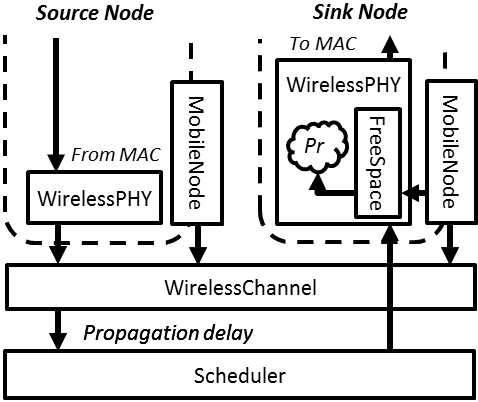 Source Node
Sink Node
To MAC
WirelessPHY
MobileNode
MobileNode
FreeSpace
Pr
From MAC
WirelessPHY
WirelessChannel
Propagation delay
Scheduler